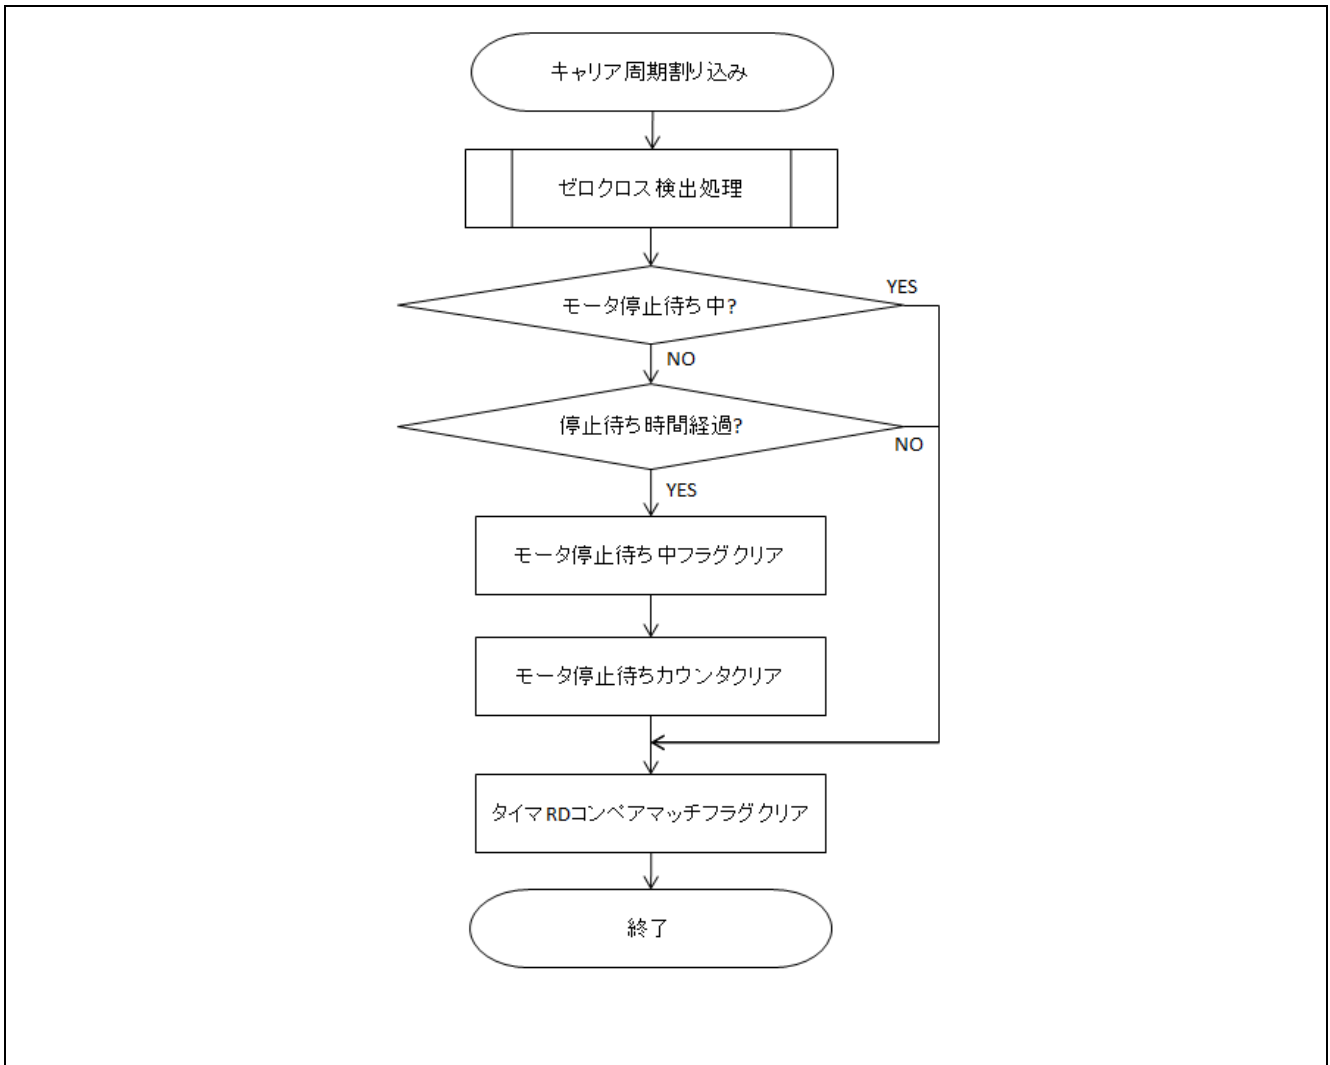 キャリア周期割り込み
ゼロクロス検出処理
モータ停止待ち中?
YES
NO
停止待ち時間経過?
NO
YES
モータ停止待ち中フラグクリア
モータ停止待ちカウンタクリア
タイマRDコンペアマッチフラグクリア
終了